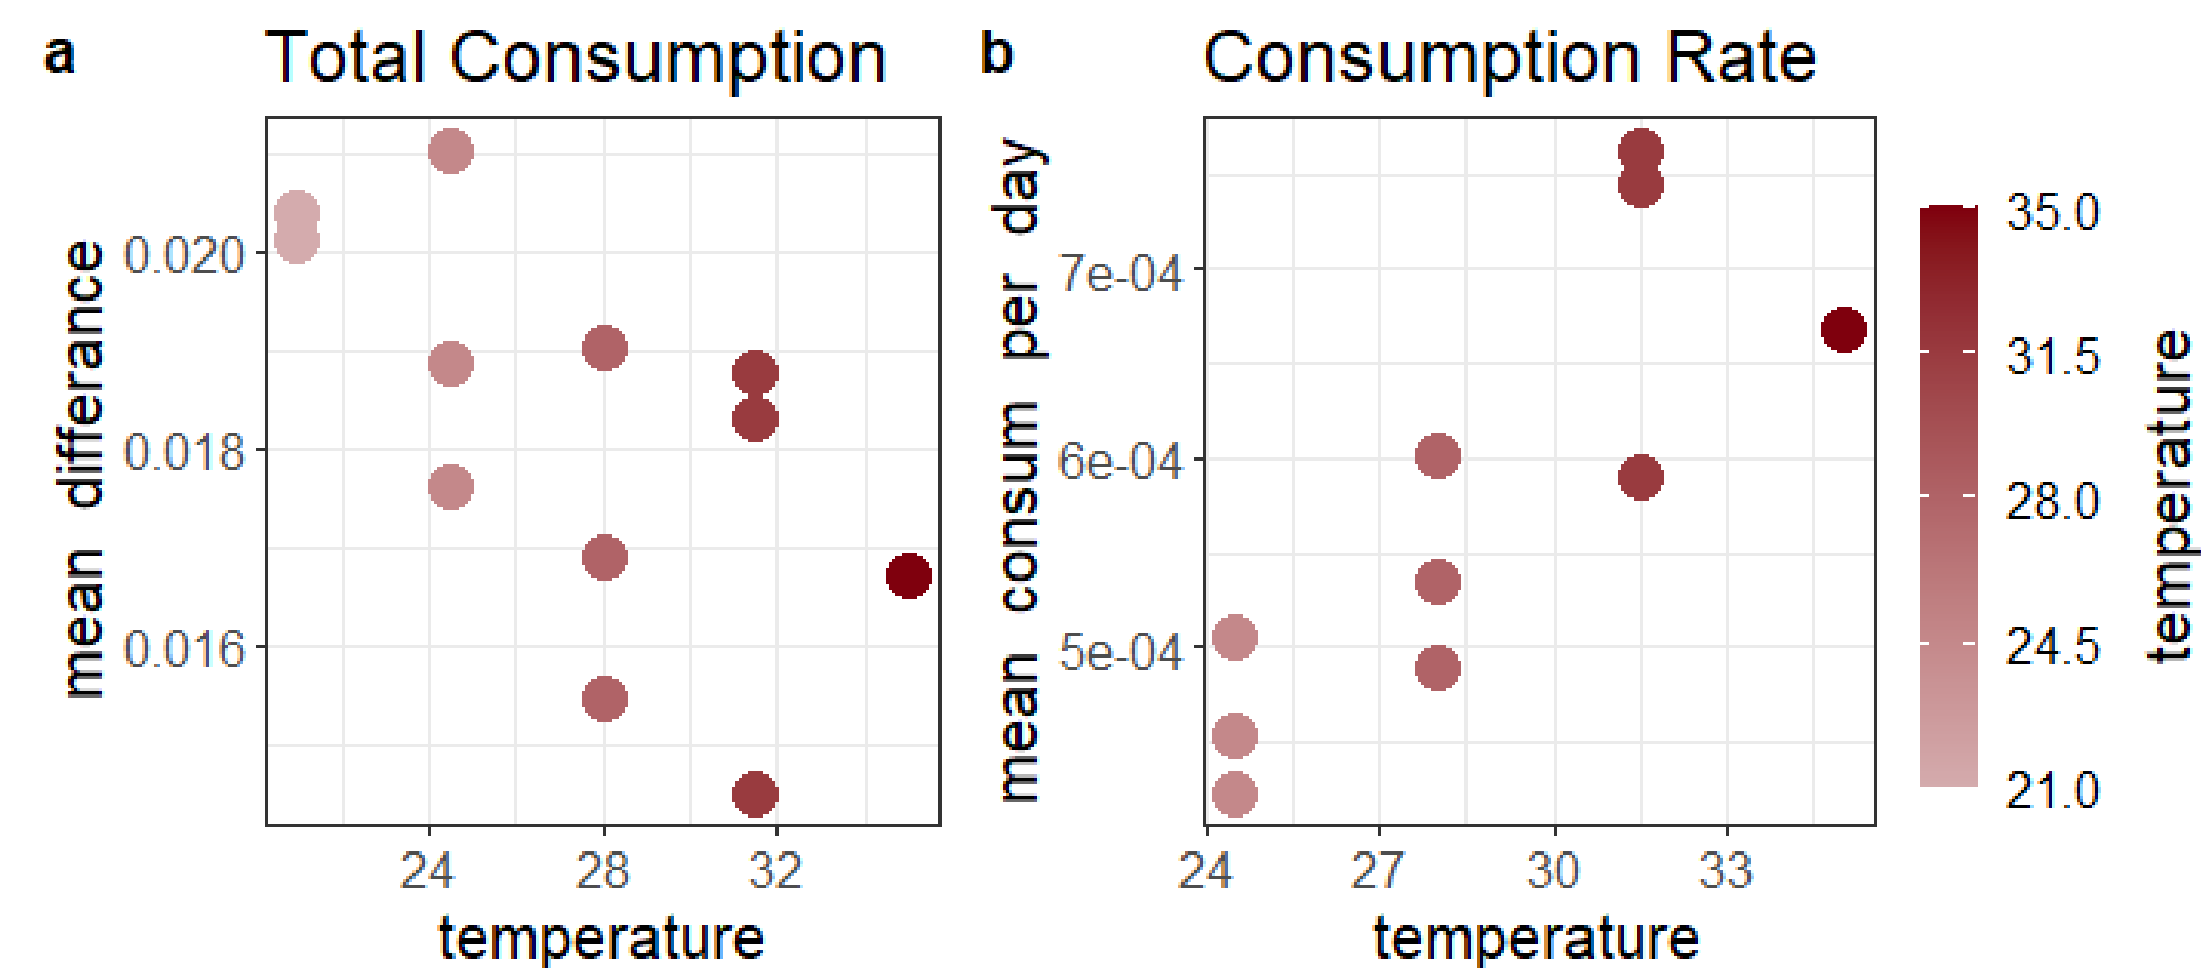 a
Total Consumption
mean differance
0.020
0.018
0.016
24
28
32
temperature
b
Consumption Rate
mean consum per day
7e-04
6e-04
5e-04
24
27
30
33
temperature
35.0
31.5
28.0
24.5
21.0
temperature